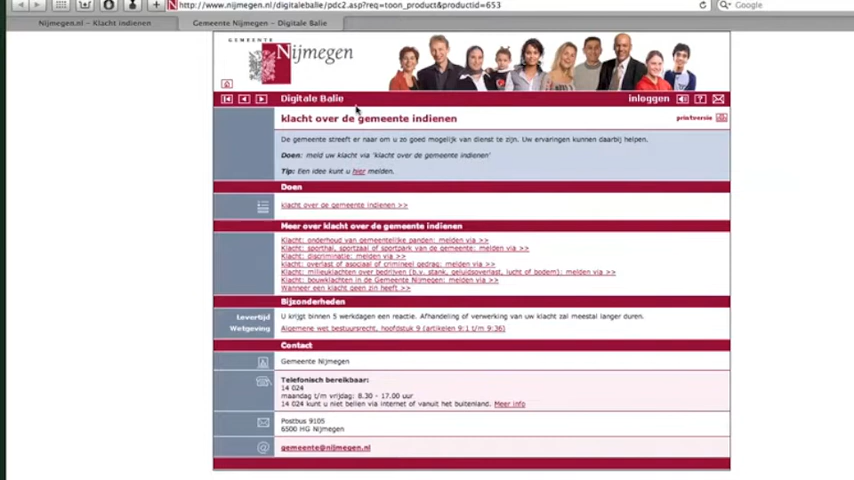 http://www.nijmegen.nl/digitalebalie/pdc2.asp?req=toon_product&productid=653
Google
Nijmegen.nl – Klacht indienen
Gemeente Nijmegen – Digitale Balie
GEMEENTE
Nijmegen
Digitale Balie
inloggen
klacht over de gemeente indienen
printversie
De gemeente streeft er naar om u zo goed mogelijk van dienst te zijn. Uw ervaringen kunnen daarbij helpen.
Doen: meld uw klacht via 'klacht over de gemeente indienen'
Tip: Een idee kunt u hier melden.
Doen
klacht over de gemeente indienen >>
Meer over klacht over de gemeente indienen
Klacht: onderhoud van gemeentelijke panden: melden via >>
Klacht: sporthal, sportzaal of sportpark van de gemeente: melden via >>
Klacht: discriminatie: melden via >>
klacht: overlast of asociaal of crimineel gedrag: melden via >>
Klacht: milieuklachten over bedrijven (b.v. stank, geluidsoverlast, lucht of bodem): melden via >>
Klacht: bouwklachten in de Gemeente Nijmegen: melden via >>
Wanneer een klacht geen zin heeft >>
Bijzonderheden
Levertijd U krijgt binnen 5 werkdagen een reactie. Afhandeling of verwerking van uw klacht zal meestal langer duren.
Wetgeving Algemene wet bestuursrecht, hoofdstuk 9 (artikelen 9:1 t/m 9:36)
Contact
Gemeente Nijmegen
Telefonisch bereikbaar:
14 024
maandag t/m vrijdag: 8.30 - 17.00 uur
14 024 kunt u niet bellen via internet of vanuit het buitenland. Meer info
Postbus 9105
6500 HG Nijmegen
gemeente@nijmegen.nl